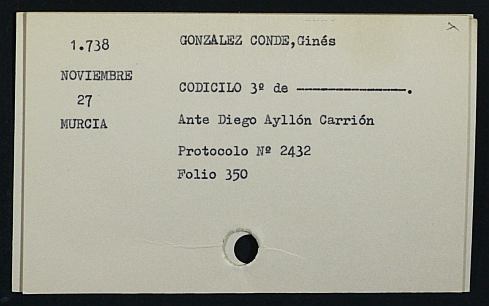 1.738
GONZALEZ CONDE,Ginés
NOVIEMBRE
27
MURCIA
CODICILO 3º de ---------------.
Ante Diego Ayllón Carrión
Protocolo Nº 2432
Folio 350